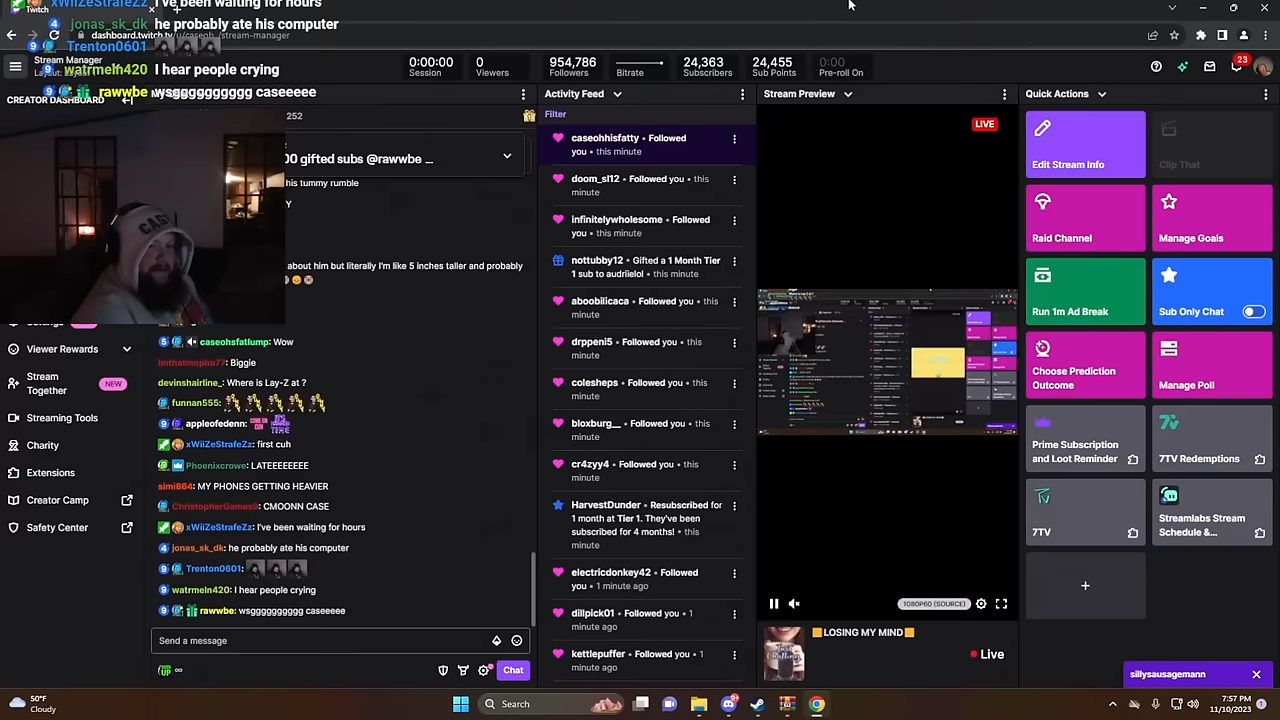 Twitch
xWiiZeStrafeZz I've been waiting for hours
jonas_sk_dk he probably ate his computer
Trenton0601
watrmeln420 I hear people crying
rawwbe wsgggggggggg caseeeee
dashboard.twitch.tv/u/caseoh_/stream-manager
Stream Manager
CREATOR DASHBOARD
0:00:00
Session
0
Viewers
954,786
Followers
Bitrate
24,363
Subscribers
24,455
Sub Points
0:00
Pre-roll On
23
252
00 gifted subs @rawwbe ...
his tummy rumble
Y
about him but literally I'm like 5 inches taller and probably
Viewer Rewards
Stream
Together
NEW
Streaming Tools
Charity
Extensions
Creator Camp
Safety Center
caseohsfatlump: Wow
imthatmapho77: Biggie
devinshairline_: Where is Lay-Z at ?
funnan555:
appleofedenn:
xWiiZeStrafeZz: first cuh
Phoenixcrowe: LATEEEEEEE
simi864: MY PHONES GETTING HEAVIER
ChristopherGamesii: CMOONN CASE
xWiiZeStrafeZz: I've been waiting for hours
jonas_sk_dk: he probably ate his computer
Trenton0601:
watrmeln420: I hear people crying
rawwbe: wsgggggggggg caseeeee
Send a message
Chat
Activity Feed
Filter
caseohhisfatty • Followed
you • this minute
doom_sl12 • Followed you • this
minute
infinitelywholesome • Followed
you • this minute
nottubby12 • Gifted a 1 Month Tier
1 sub to audriielol • this minute
aboobilicaca • Followed you • this
minute
drppen3 • Followed you • this
minute
colesh_p • Followed you • this
minute
bloxburg__ • Followed you • this
minute
cr4zyy4 • Followed you • this
minute
HarvestDunder • Resubscribed for
1 month at Tier 1. They've been
subscribed for 4 months! • this
minute
electricdonkey42 • Followed
you • 1 minute ago
dillpick01 • Followed you • 1
minute ago
kettlepuffer • Followed you • 1
minute ago
Stream Preview
LIVE
1080P60 (SOURCE)
LOSING MY MIND
Live
Quick Actions
Edit Stream Info
Clip That
Raid Channel
Manage Goals
Run 1m Ad Break
Sub Only Chat
Choose Prediction
Outcome
Manage Poll
Prime Subscription
and Loot Reminder
7TV Redemptions
7TV
Streamlabs Stream
Schedule &...
+
sillysausagemann
50°F
Cloudy
Search
7:57 PM
11/10/2023